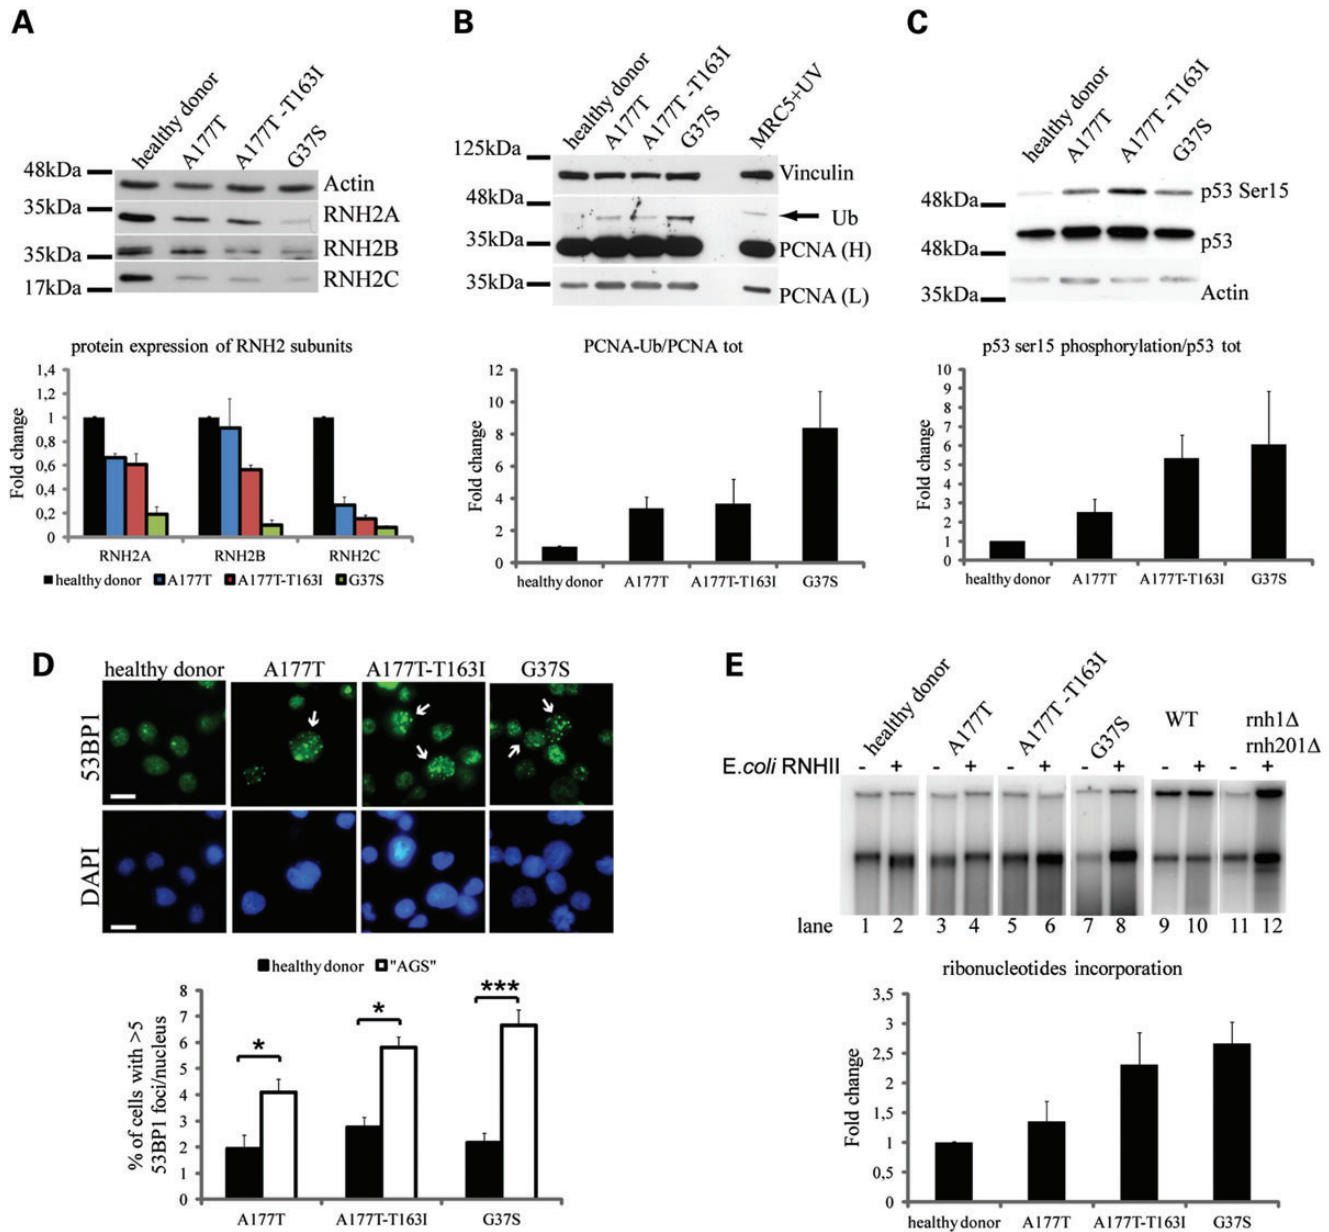 A
healthy donor
A177T
A177T-T163I
G37S
48kDa
Actin
35kDa
RNH2A
35kDa
RNH2B
17kDa
RNH2C
protein expression of RNH2 subunits
Fold change
1,4
1,2
1
0,8
0,6
0,4
0,2
0
RNH2A
RNH2B
RNH2C
healthy donor
A177T
A177T-T163I
G37S
B
healthy donor
A177T
A177T-T163I
G37S
MRC5+UV
125kDa
Vinculin
48kDa
Ub
35kDa
PCNA (H)
35kDa
PCNA (L)
PCNA-Ub/PCNA tot
Fold change
12
10
8
6
4
2
0
healthy donor
A177T
A177T-T163I
G37S
C
healthy donor
A177T
A177T-T163I
G37S
p53 Ser15
48kDa
p53
48kDa
Actin
35kDa
p53 ser15 phosphorylation/p53 tot
Fold change
10
9
8
7
6
5
4
3
2
1
0
healthy donor
A177T
A177T-T163I
G37S
D
healthy donor
A177T
A177T-T163I
G37S
53BP1
DAPI
healthy donor
"AGS"
% of cells with >5
53BP1 foci/nucleus
8
7
6
5
4
3
2
1
0
*
*
***
A177T
A177T-T163I
G37S
E
healthy donor
A177T
A177T-T163I
G37S
WT
rnh1Δ
rnh201Δ
E.coli RNHII
- + - + - + - + - + - +
lane 1 2 3 4 5 6 7 8 9 10 11 12
ribonucleotides incorporation
Fold change
3,5
3
2,5
2
1,5
1
0,5
0
healthy donor
A177T
A177T-T163I
G37S